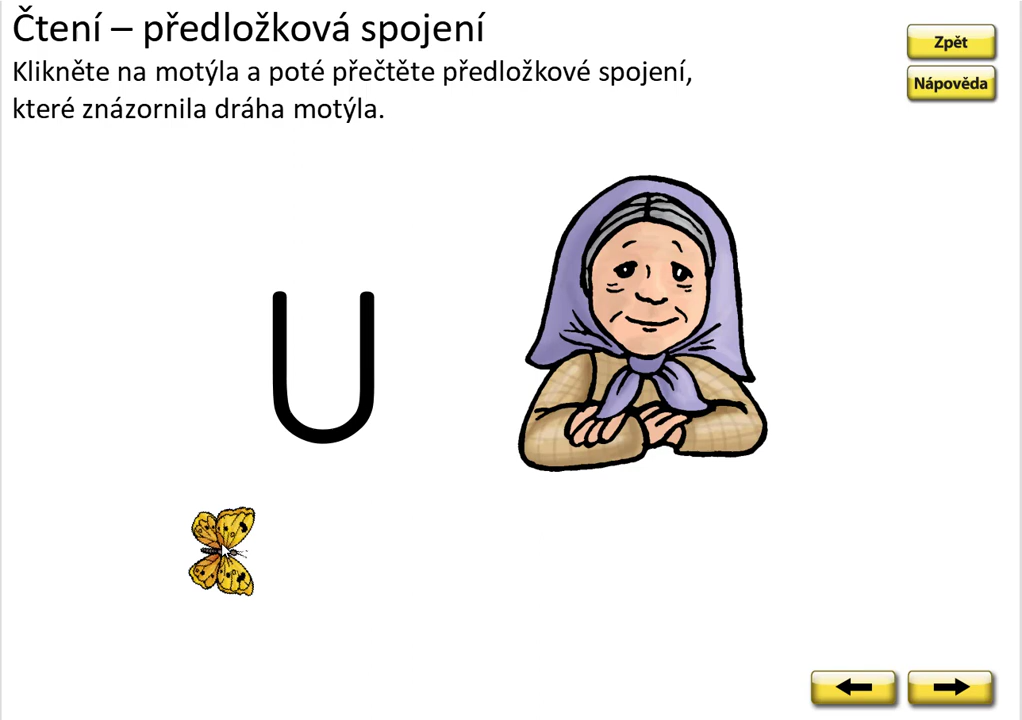 Čtení – předložková spojení
Zpět
Klikněte na motýla a poté přečtěte předložkové spojení,
Nápověda
které znázornila dráha motýla.
U